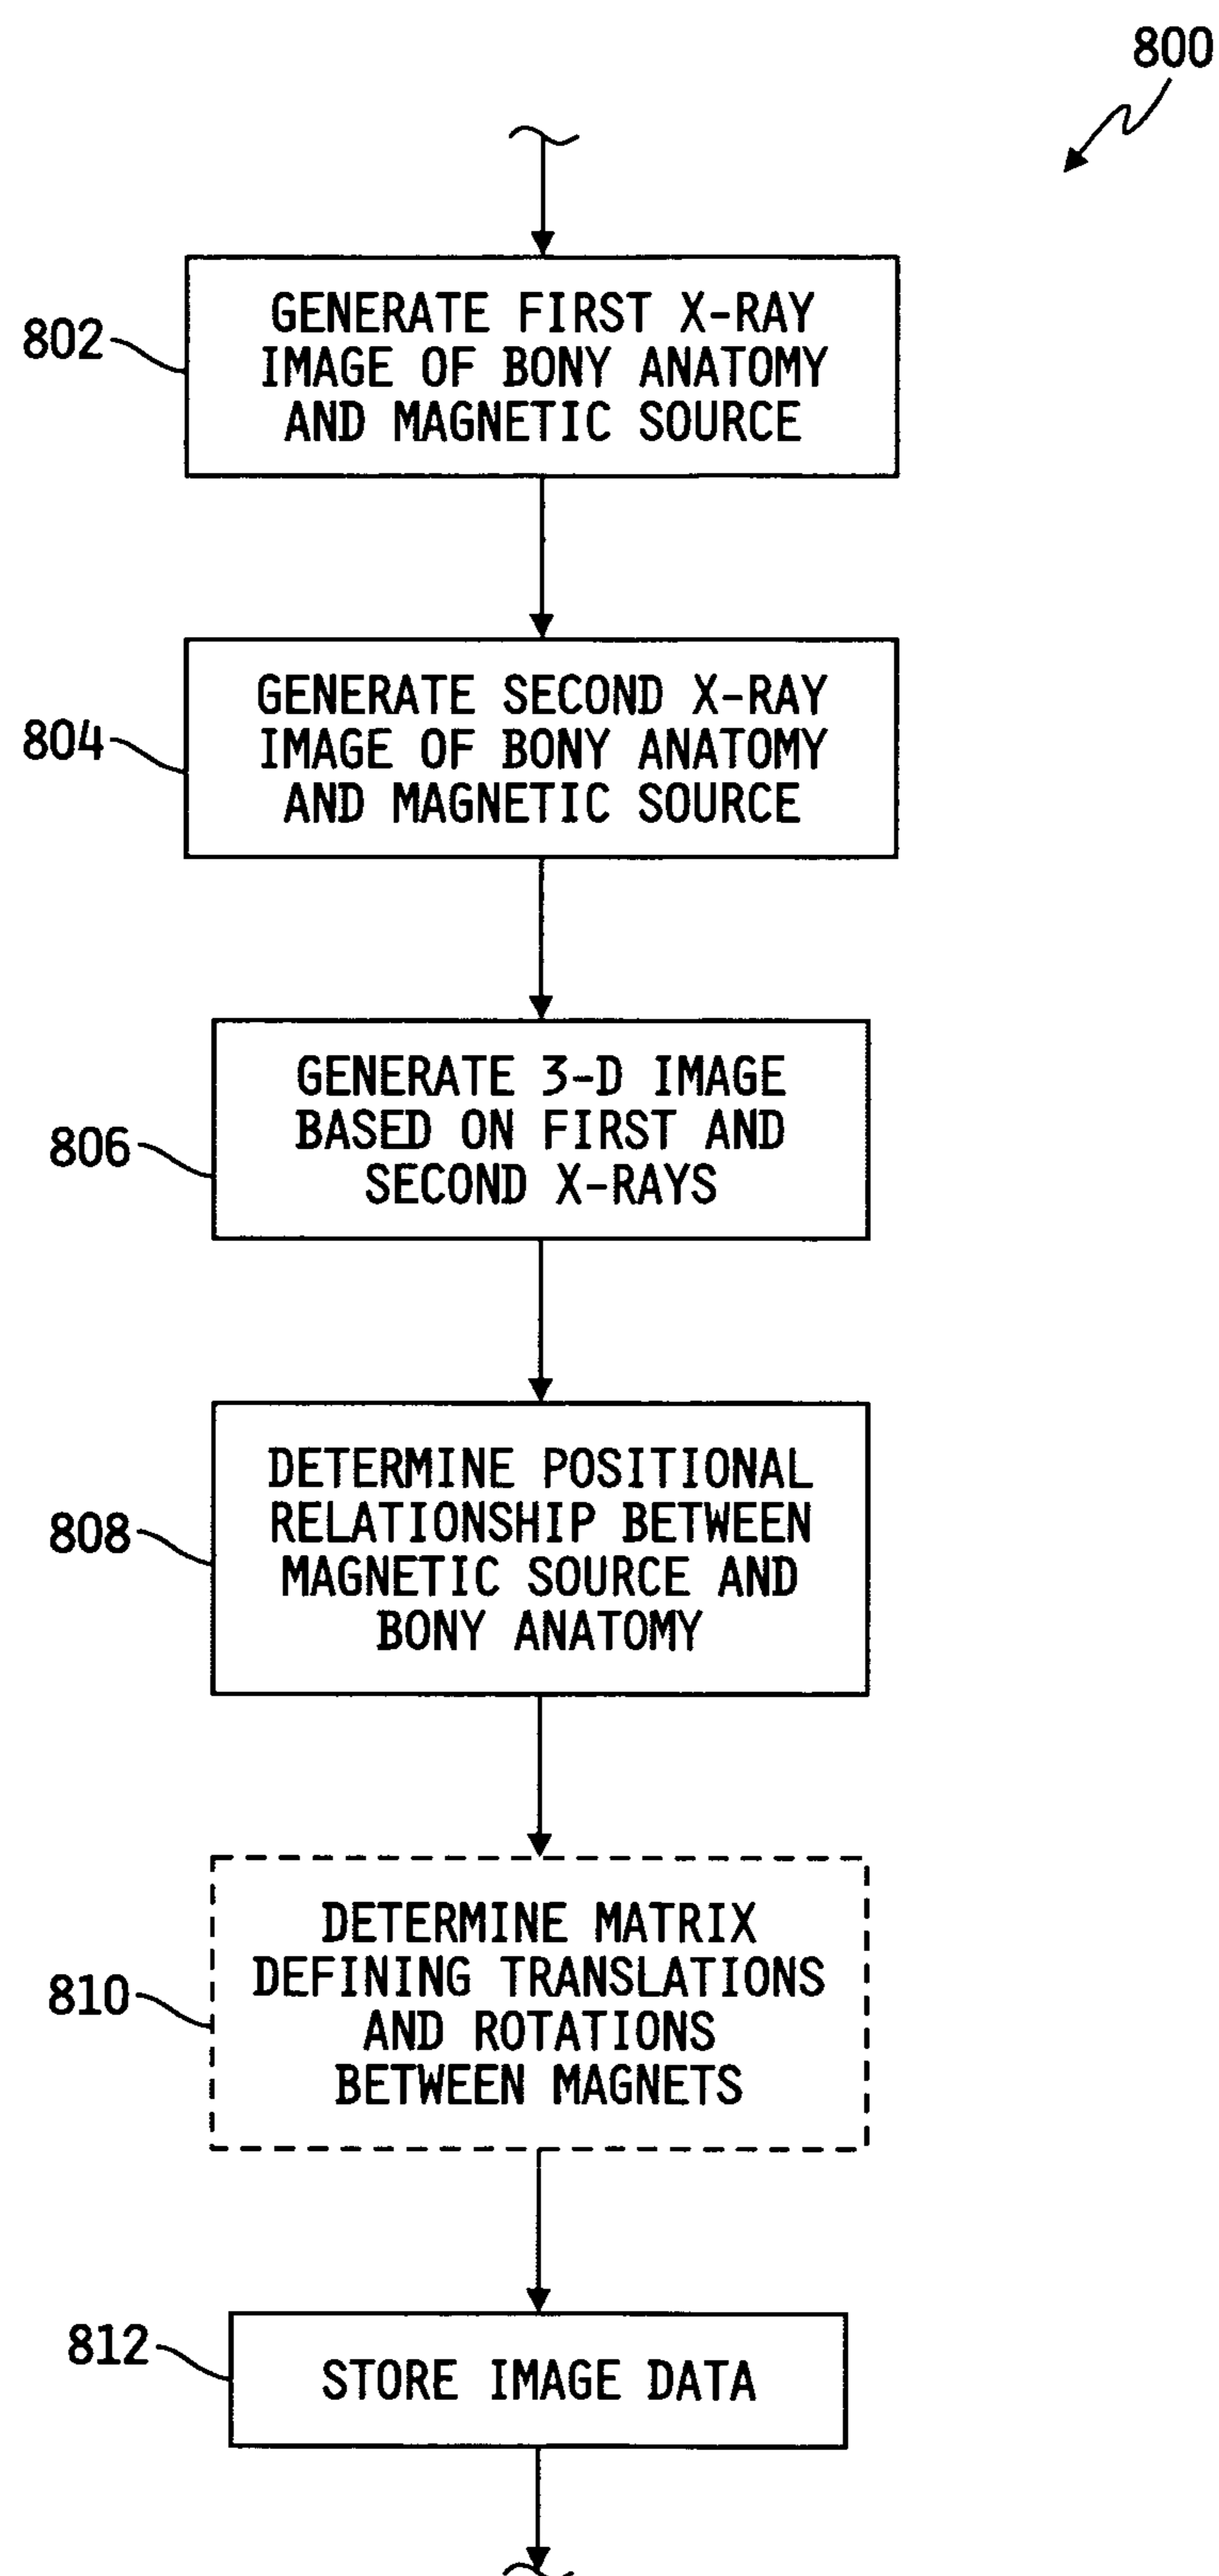 800
802
GENERATE FIRST X-RAY
IMAGE OF BONY ANATOMY
AND MAGNETIC SOURCE
804
GENERATE SECOND X-RAY
IMAGE OF BONY ANATOMY
AND MAGNETIC SOURCE
806
GENERATE 3-D IMAGE
BASED ON FIRST AND
SECOND X-RAYS
808
DETERMINE POSITIONAL
RELATIONSHIP BETWEEN
MAGNETIC SOURCE AND
BONY ANATOMY
810
DETERMINE MATRIX
DEFINING TRANSLATIONS
AND ROTATIONS
BETWEEN MAGNETS
812
STORE IMAGE DATA